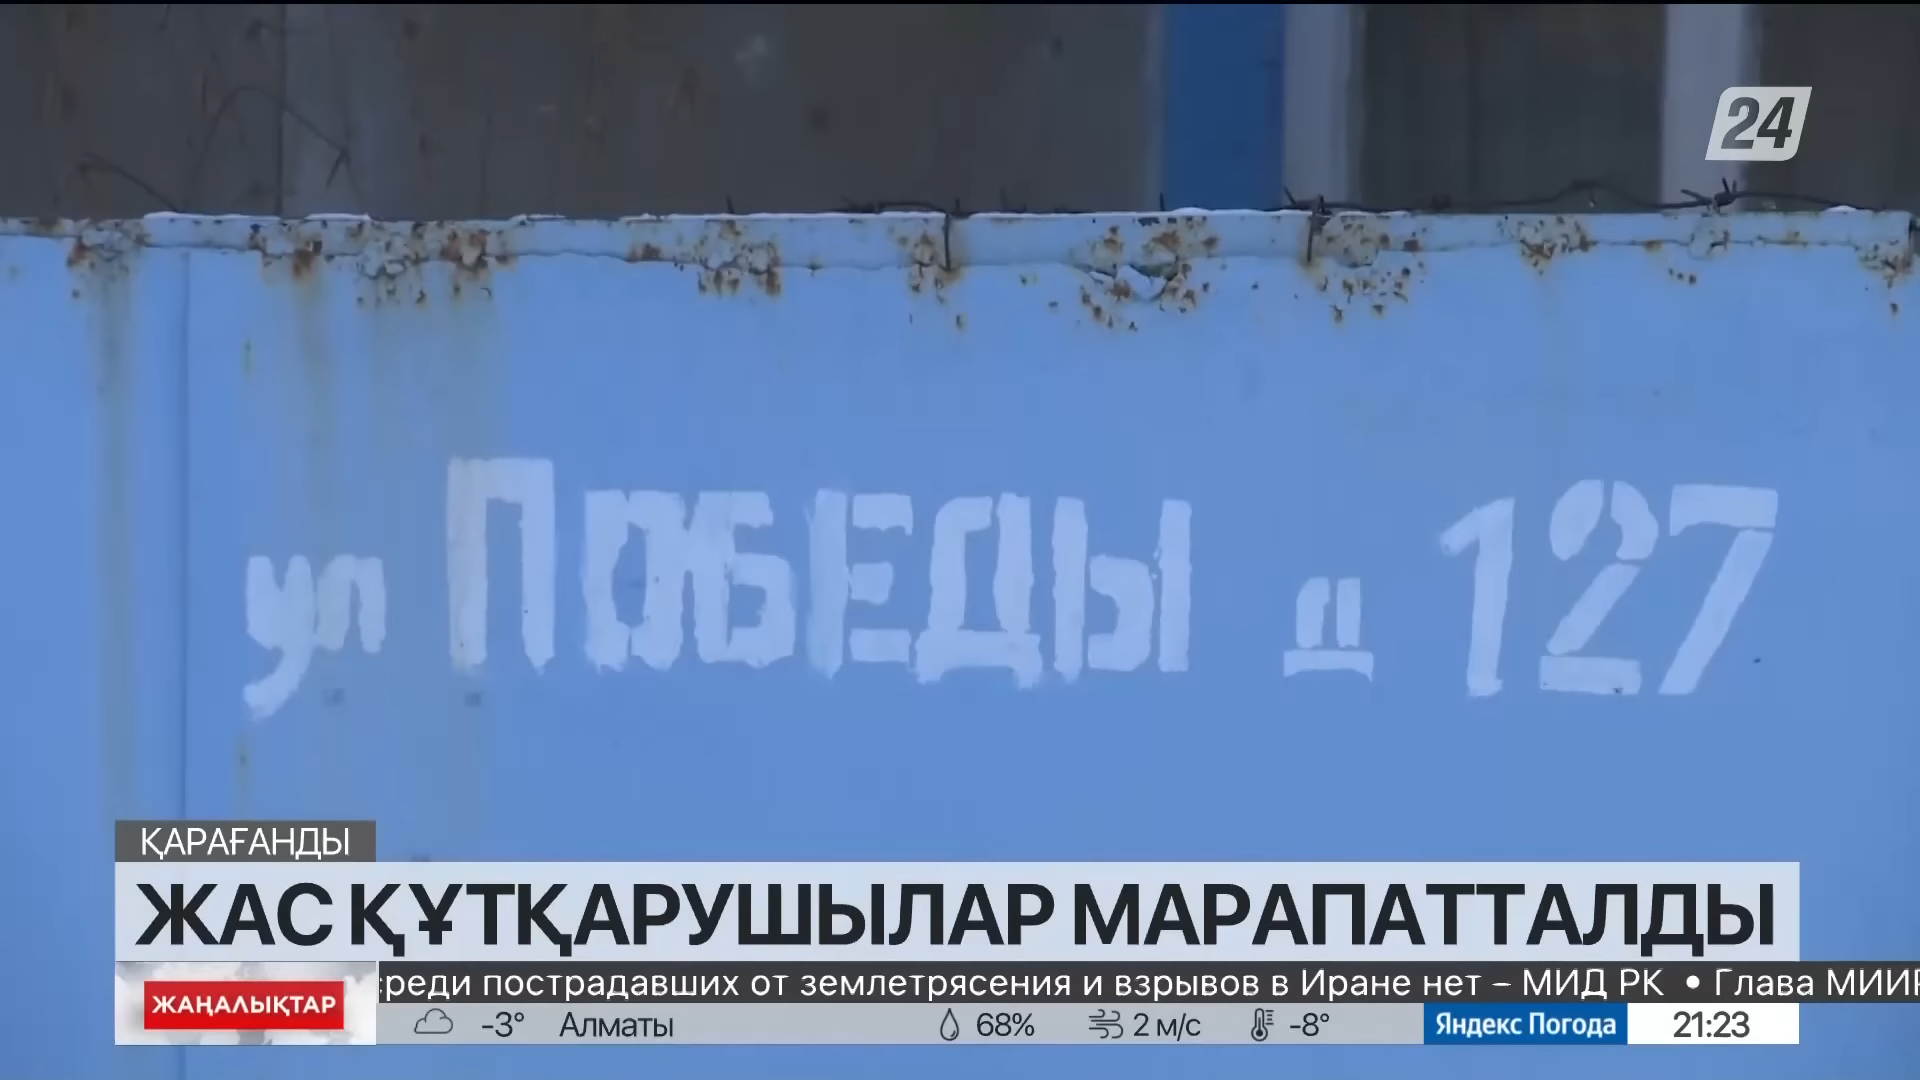 24
ул ПОБЕДЫ д 127
ҚАРАҒАНДЫ
ЖАС ҚҰТҚАРУШЫЛАР МАРАПАТТАЛДЫ
среди пострадавших от землетрясения и взрывов в Иране нет – МИД РК • Глава МИИР
ЖАҢАЛЫҚТАР
-3° Алматы 68% 2 м/с -8° Яндекс Погода 21:23